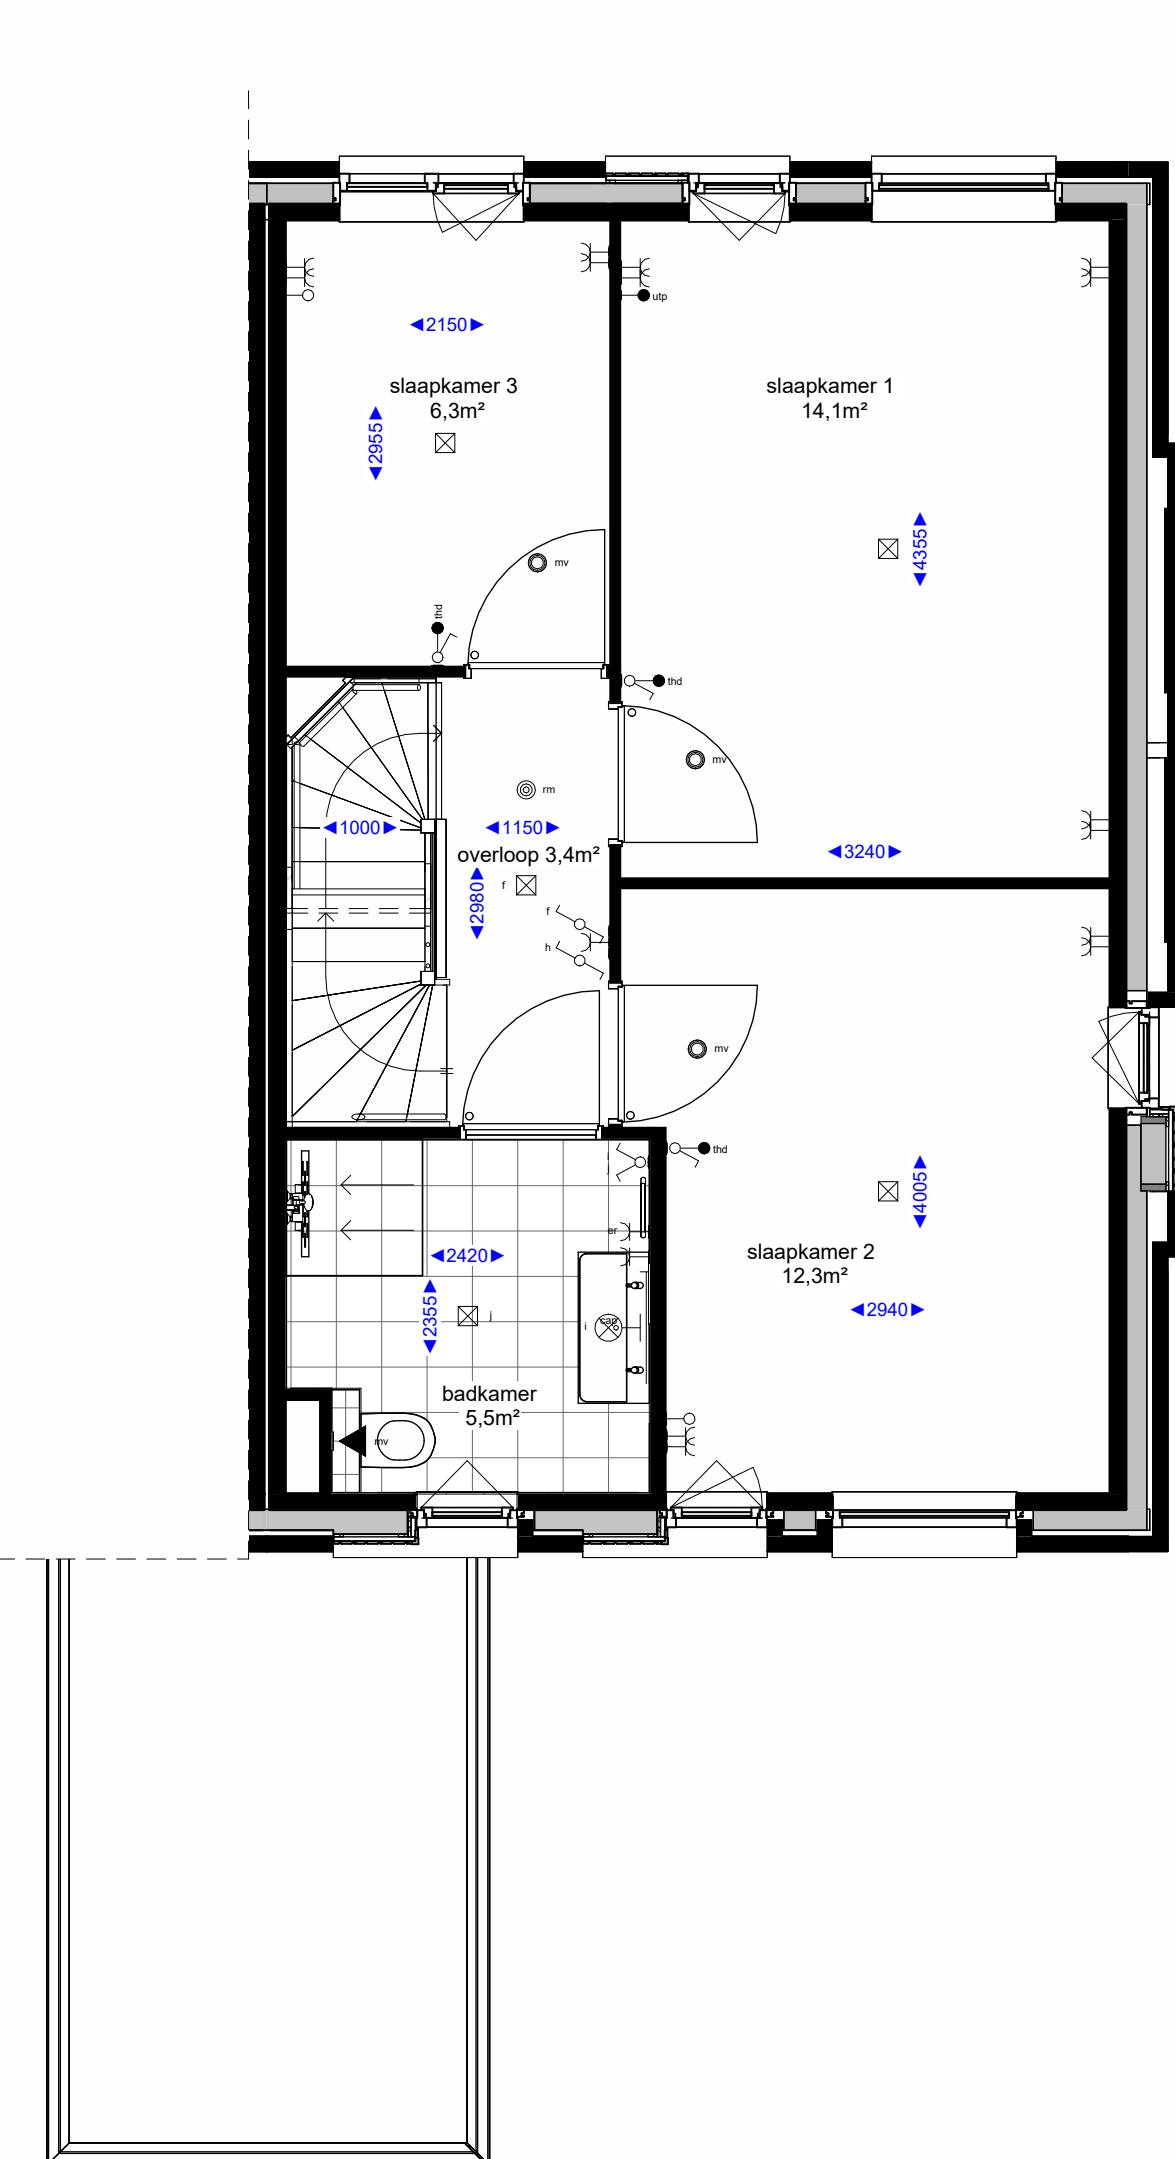 utp
2150
slaapkamer 3
6,3m²
slaapkamer 1
14,1m²
2955
4355
mv
thd
thd
mv
rm
1000
1150
overloop 3,4m²
3240
f
2980
f
h
mv
thd
4005
er
2420
slaapkamer 2
12,3m²
2355
j
2940
i
cap
badkamer
5,5m²
mv